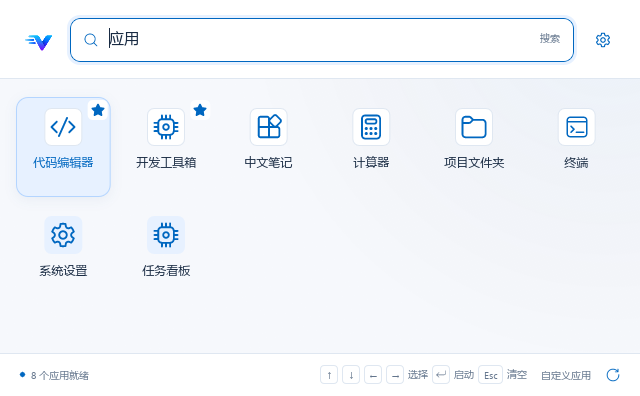 应用
搜索
代码编辑器
开发工具箱
中文笔记
计算器
项目文件夹
终端
系统设置
任务看板
8 个应用就绪
↑ ↓ ← → 选择 ↵ 启动 Esc 清空
自定义应用